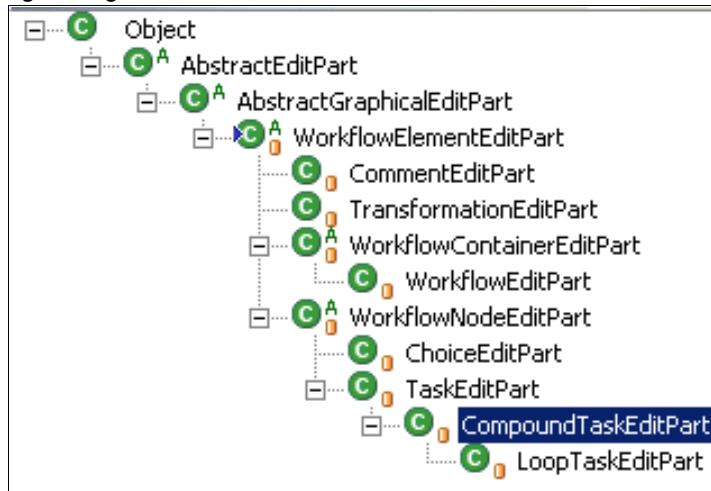 C Object
C A AbstractEditPart
C A AbstractGraphicalEditPart
C A WorkflowElementEditPart
C CommentEditPart
C TransformationEditPart
C A WorkflowContainerEditPart
C WorkflowEditPart
C A WorkflowNodeEditPart
C ChoiceEditPart
C TaskEditPart
C CompoundTaskEditPart
C LoopTaskEditPart